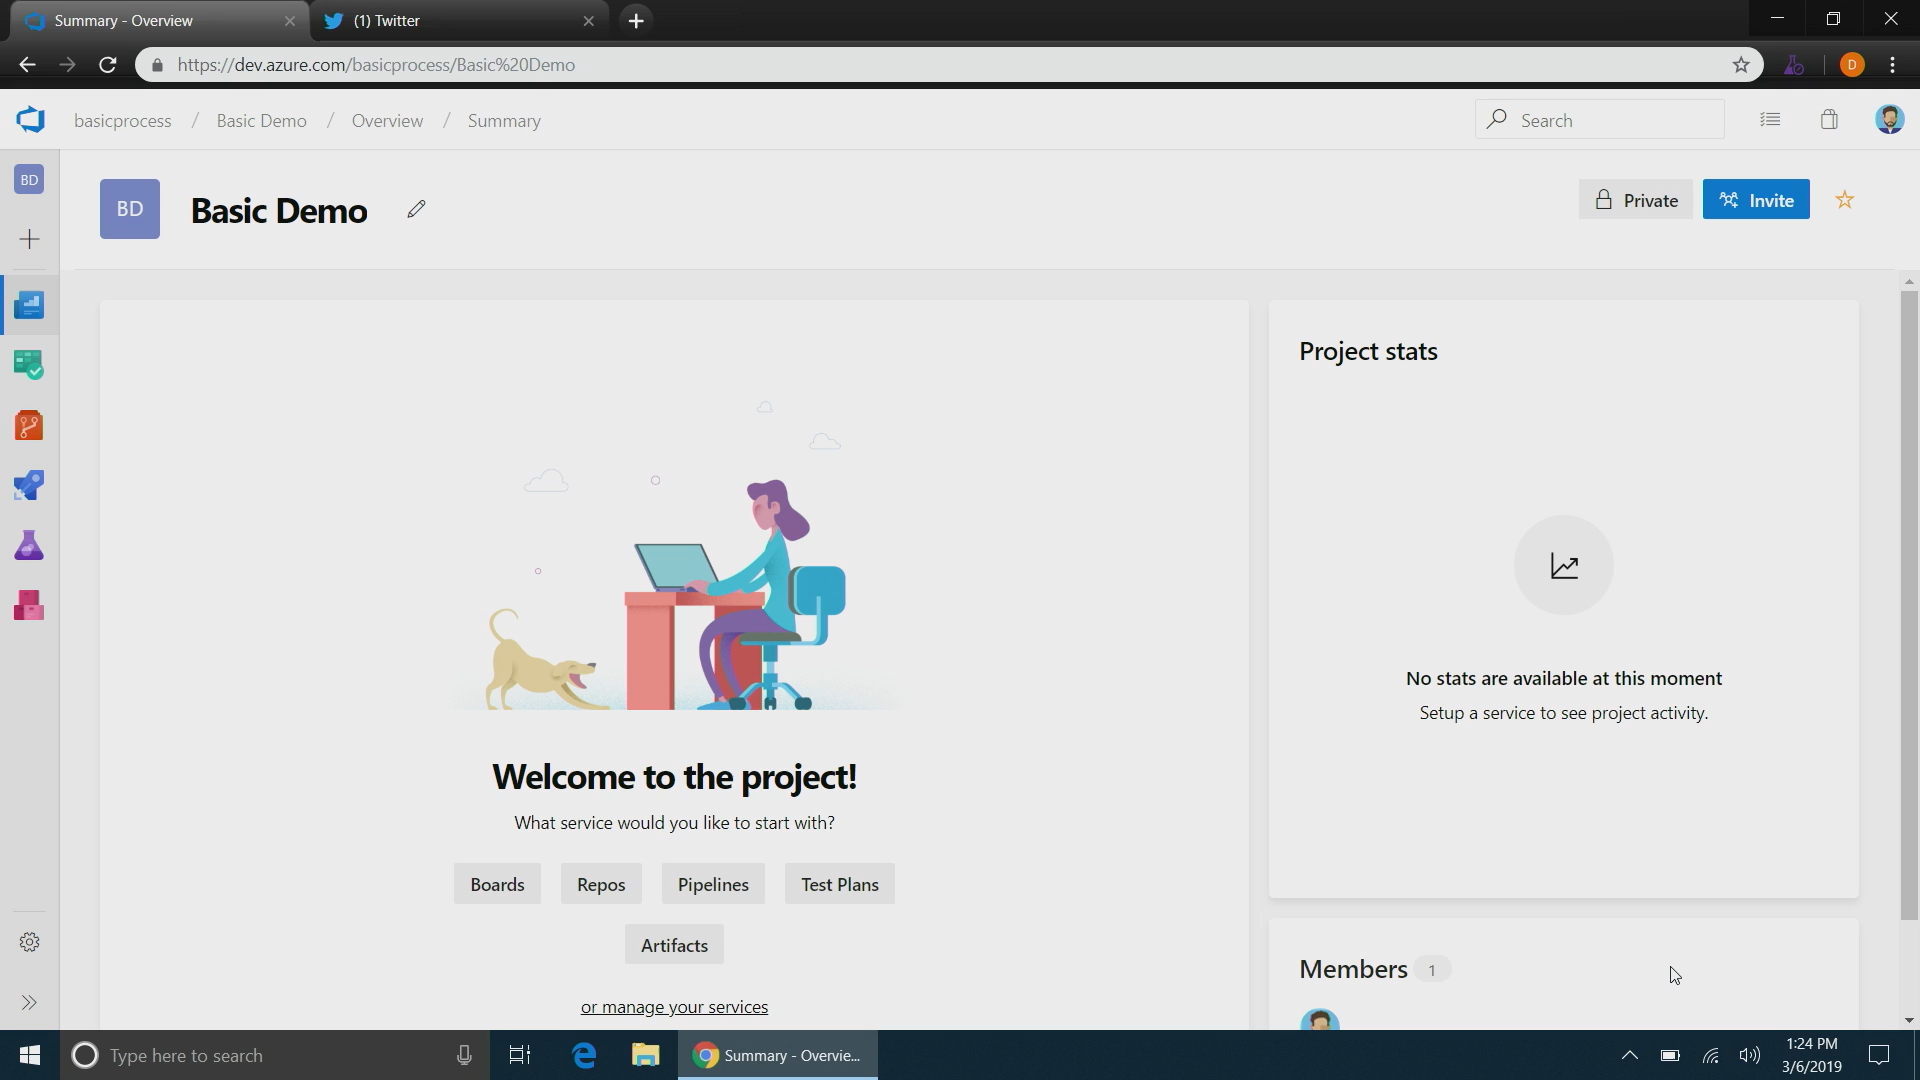 Summary - Overview
(1) Twitter
https://dev.azure.com/basicprocess/Basic%20Demo
D
basicprocess / Basic Demo / Overview / Summary
Search
BD
BD
Basic Demo
Private
Invite
Project stats
No stats are available at this moment
Setup a service to see project activity.
Welcome to the project!
What service would you like to start with?
Boards
Repos
Pipelines
Test Plans
Artifacts
or manage your services
Members 1
Type here to search
Summary - Overvie...
1:24 PM
3/6/2019